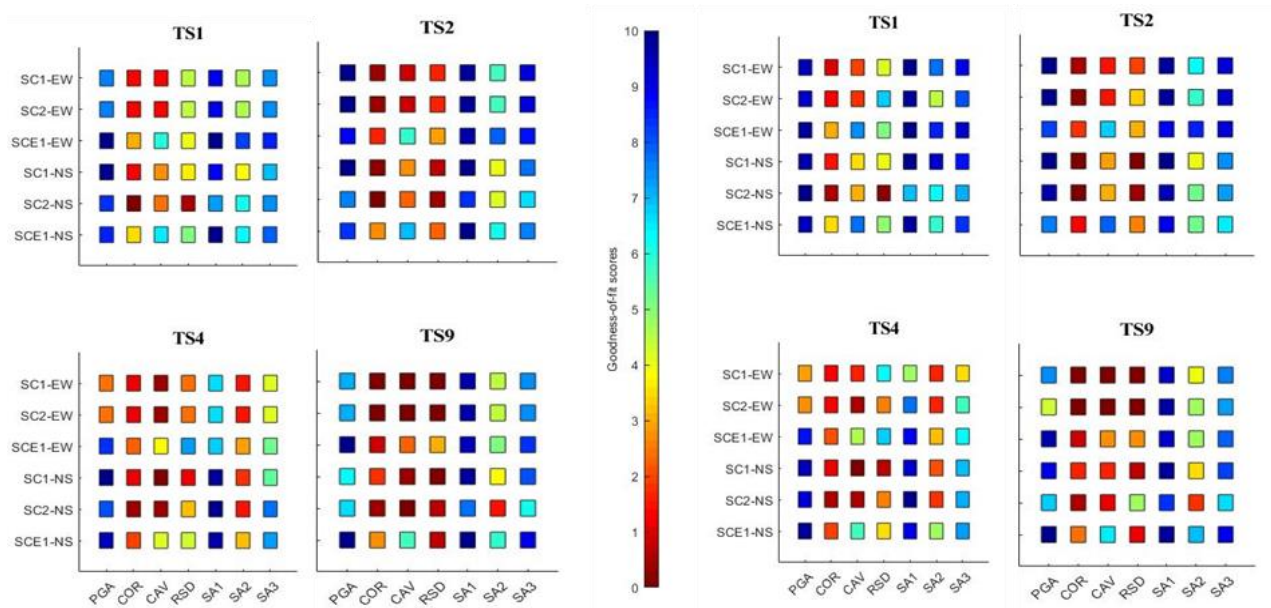 TS1 TS2
SC1-EW
SC2-EW
SCE1-EW
SC1-NS
SC2-NS
SCE1-NS
TS4 TS9
SC1-EW
SC2-EW
SCE1-EW
SC1-NS
SC2-NS
SCE1-NS
PGA COR CAV RSD SA1 SA2 SA3
PGA COR CAV RSD SA1 SA2 SA3
10
9
8
7
6
5
4
3
2
1
0
Goodness-of-fit scores
TS1 TS2
SC1-EW
SC2-EW
SCE1-EW
SC1-NS
SC2-NS
SCE1-NS
TS4 TS9
SC1-EW
SC2-EW
SCE1-EW
SC1-NS
SC2-NS
SCE1-NS
PGA COR CAV RSD SA1 SA2 SA3
PGA COR CAV RSD SA1 SA2 SA3